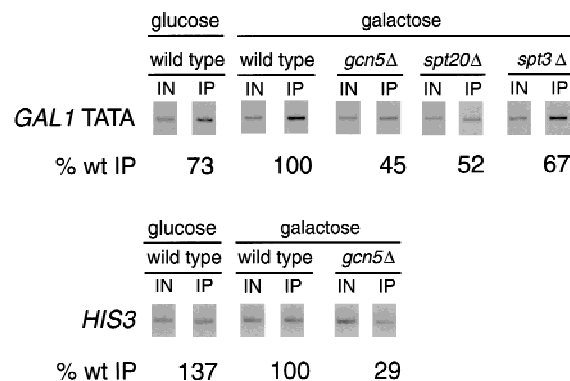 glucose galactose
wild type wild type gcn5Δ spt20Δ spt3Δ
IN IP IN IP IN IP IN IP IN IP
GAL1 TATA
% wt IP 73 100 45 52 67
glucose galactose
wild type wild type gcn5Δ
IN IP IN IP IN IP
HIS3
% wt IP 137 100 29